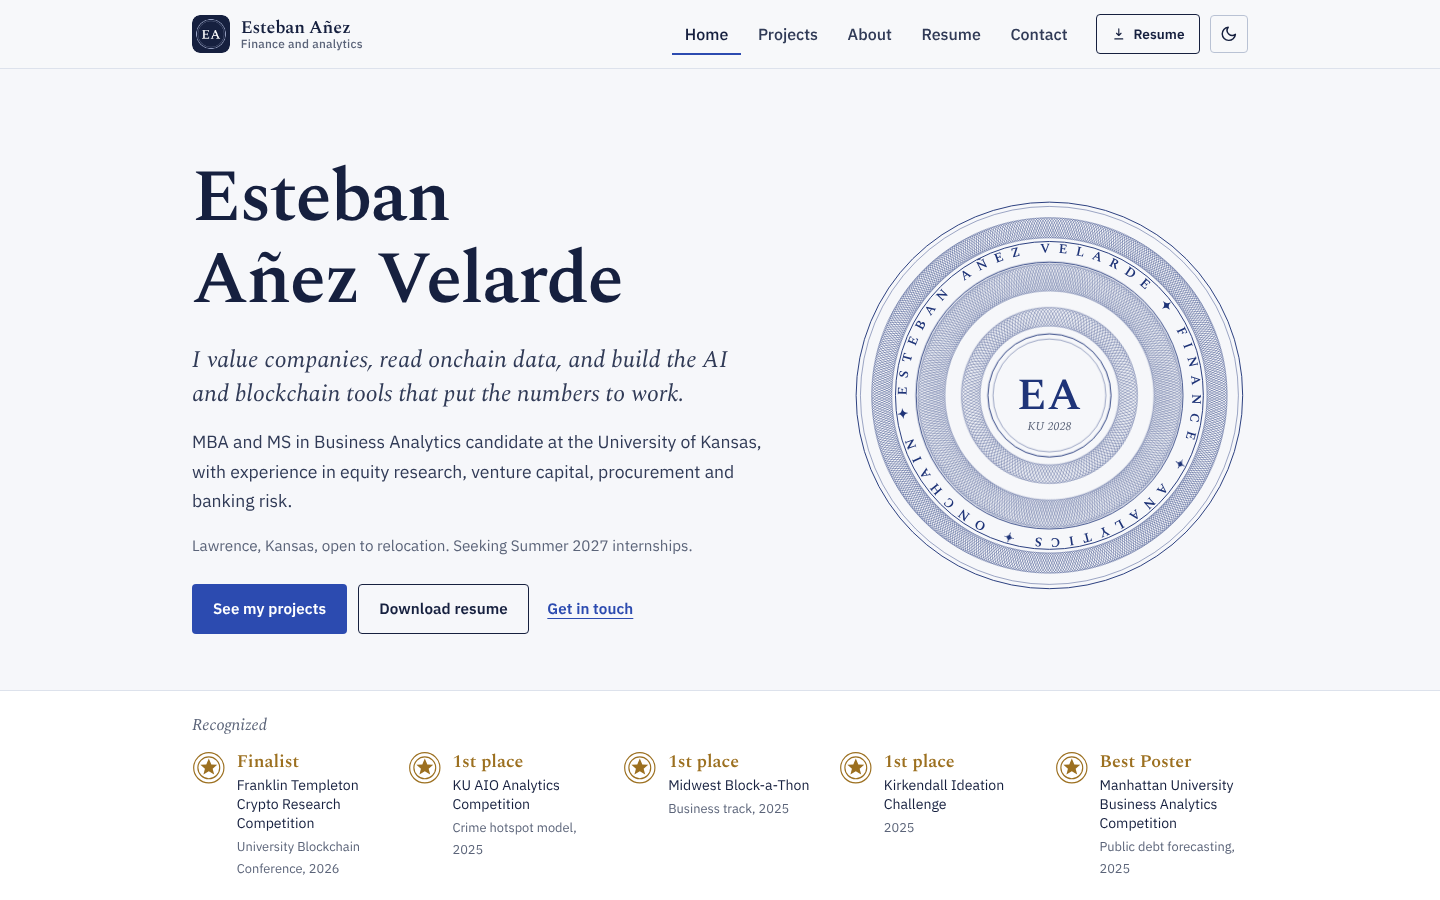 EA
Esteban Añez
Finance and analytics
Home
Projects
About
Resume
Contact
Resume
Esteban
Añez Velarde
I value companies, read onchain data, and build the AI
and blockchain tools that put the numbers to work.
MBA and MS in Business Analytics candidate at the University of Kansas,
with experience in equity research, venture capital, procurement and
banking risk.
Lawrence, Kansas, open to relocation. Seeking Summer 2027 internships.
See my projects
Download resume
Get in touch
ESTEBAN AÑEZ VELARDE ✦ FINANCE ✦ ANALYTICS ✦ ONCHAIN ✦
EA
KU 2028
Recognized
Finalist
Franklin Templeton
Crypto Research
Competition
University Blockchain
Conference, 2026
1st place
KU AIO Analytics
Competition
Crime hotspot model,
2025
1st place
Midwest Block-a-Thon
Business track, 2025
1st place
Kirkendall Ideation
Challenge
2025
Best Poster
Manhattan University
Business Analytics
Competition
Public debt forecasting,
2025